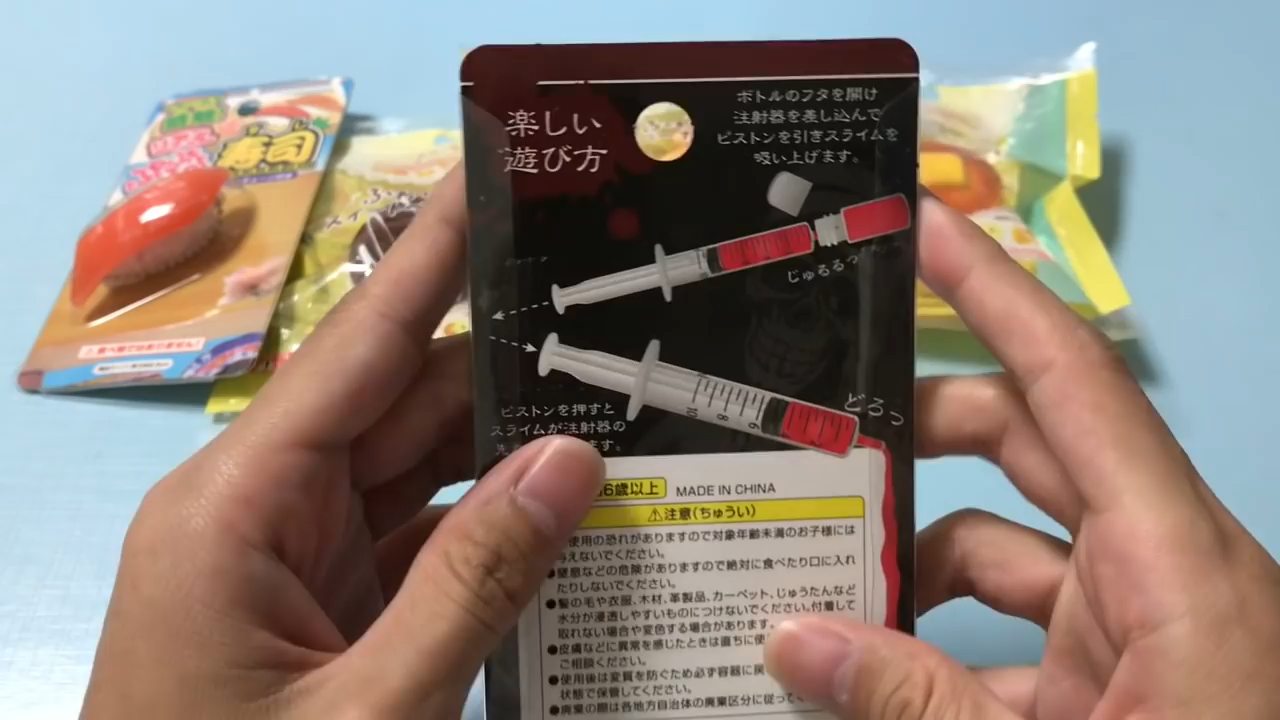 楽しい
遊び方
ボトルのフタを開け
注射器を差し込んで
ピストンを引きスライムを
吸い上げます。
じゅるるっ
ピストンを押すと
スライムが注射器の
ます。
どろっ
10 8 6
6歳以上 MADE IN CHINA
⚠注意(ちゅうい)
使用の恐れがありますので対象年齢未満のお子様には
与えないでください。
●窒息などの危険がありますので絶対に食べたり口に入れ
たりしないでください。
●髪の毛や衣服、木材、革製品、カーペット、じゅうたんなど
水分が浸透しやすいものにつけないでください。付着して
取れない場合や変色する場合があります。
●皮膚などに異常を感じたときは直ちに使
ご相談ください。
●使用後は変質を防ぐため必ず容器に戻
状態で保管してください。
●廃棄の際は各地方自治体の廃棄区分に従って
寿司